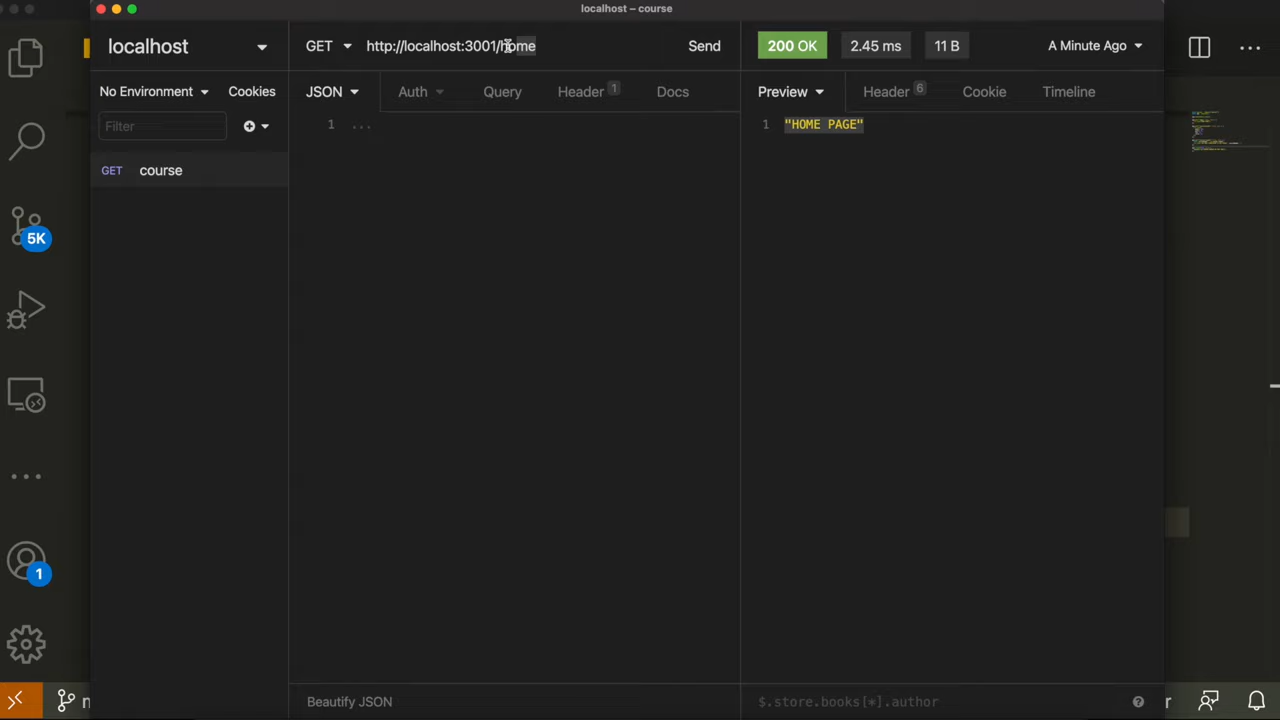 localhost – course
localhost
GET
http://localhost:3001/home
Send
200 OK
2.45 ms
11 B
A Minute Ago
No Environment
Cookies
JSON
Auth
Query
Header 1
Docs
Preview
Header 6
Cookie
Timeline
Filter
1 ...
1 "HOME PAGE"
GET course
5K
1
Beautify JSON
$.store.books[*].author